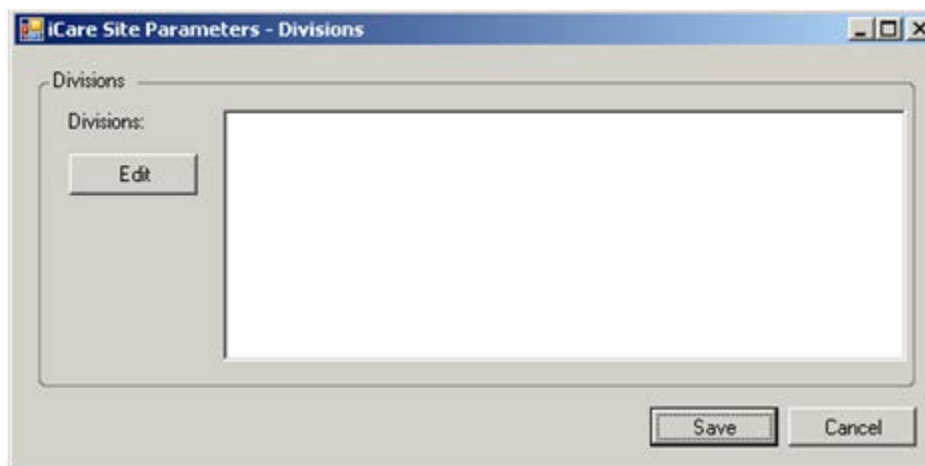 iCare Site Parameters - Divisions
Divisions
Divisions:
Edit
Save
Cancel